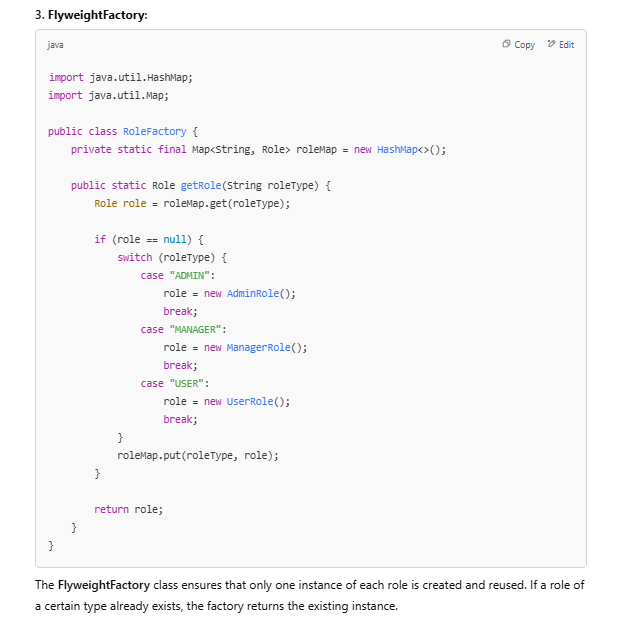 3. FlyweightFactory:
java
Copy
Edit
import java.util.HashMap;
import java.util.Map;
public class RoleFactory {
private static final Map<String, Role> roleMap = new HashMap<>();
public static Role getRole(String roleType) {
Role role = roleMap.get(roleType);
if (role == null) {
switch (roleType) {
case "ADMIN":
role = new AdminRole();
break;
case "MANAGER":
role = new ManagerRole();
break;
case "USER":
role = new UserRole();
break;
}
roleMap.put(roleType, role);
}
return role;
}
}
The FlyweightFactory class ensures that only one instance of each role is created and reused. If a role of
a certain type already exists, the factory returns the existing instance.